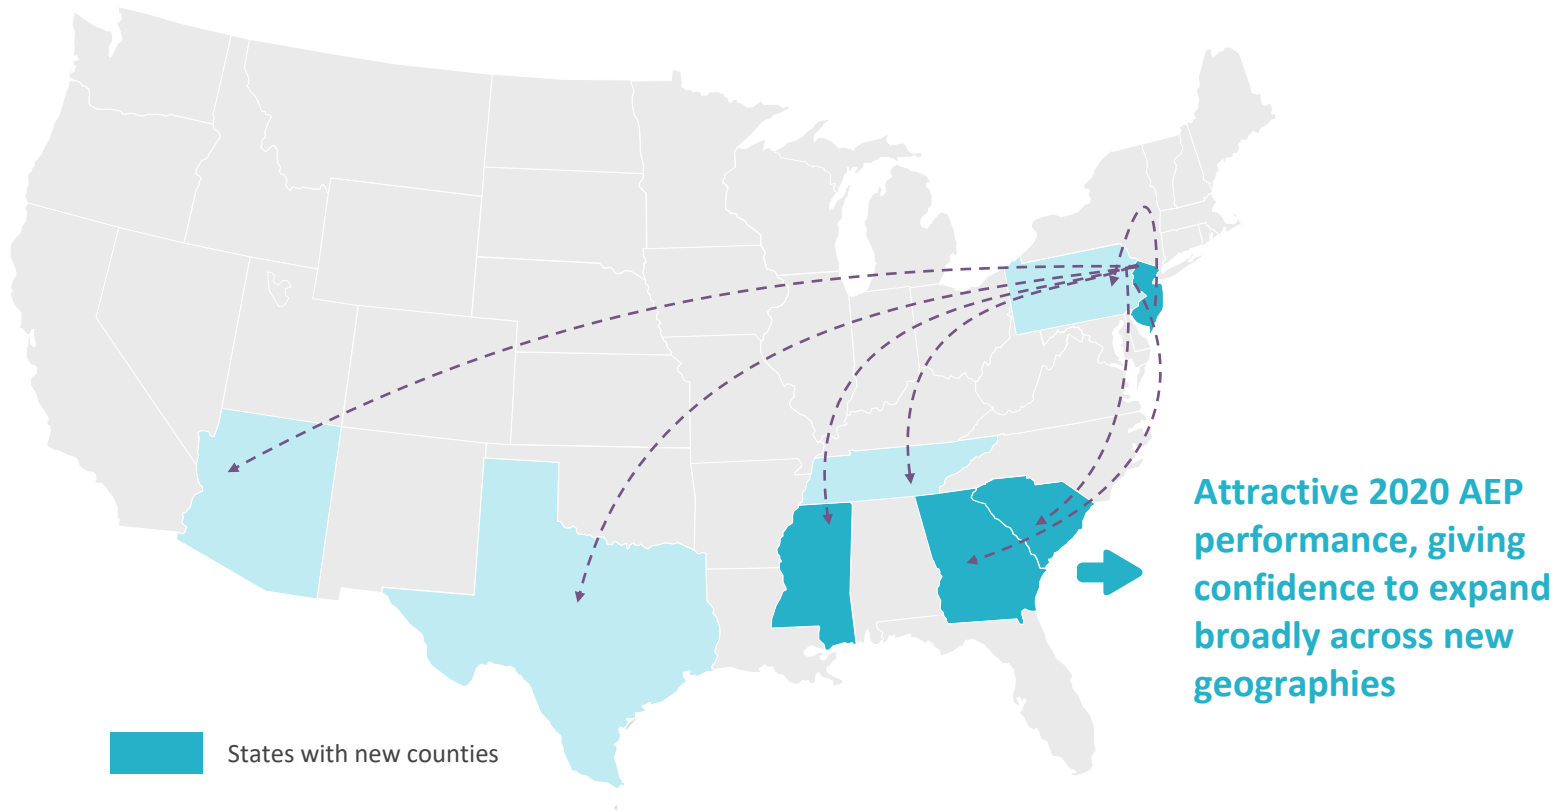 Attractive 2020 AEP
performance, giving
confidence to expand
broadly across new
geographies
States with new counties